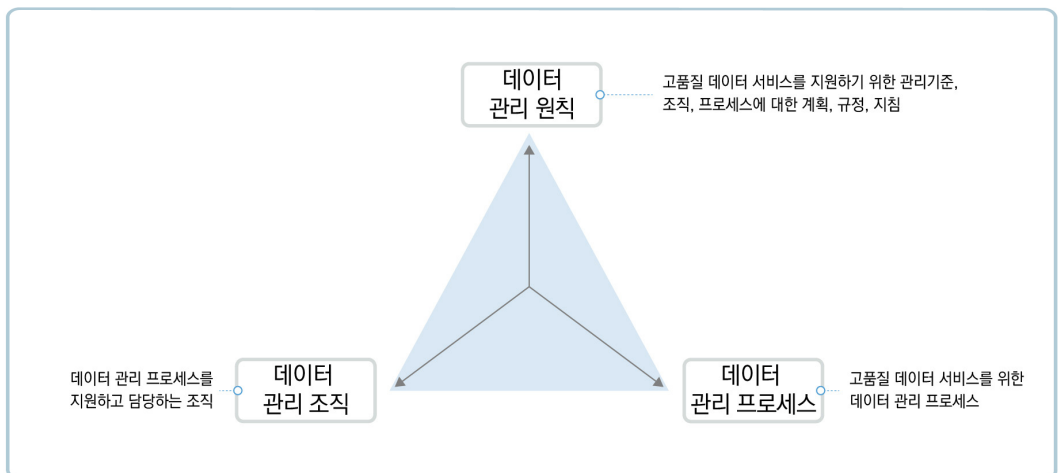 데이터
관리 원칙
고품질 데이터 서비스를 지원하기 위한 관리기준,
조직, 프로세스에 대한 계획, 규정, 지침
데이터 관리 프로세스를
지원하고 담당하는 조직
데이터
관리 조직
데이터
관리 프로세스
고품질 데이터 서비스를 위한
데이터 관리 프로세스